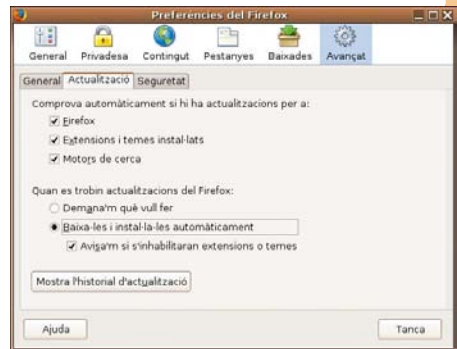 Preferències del Firefox
General Privadesa Contingut Pestanyes Baixades Avançat
General Actualització Seguretat
Comprova automàticament si hi ha actualitzacions per a:
Firefox
Extensions i temes instal·lats
Motors de cerca
Quan es trobin actualitzacions del Firefox:
Demana'm què vull fer
Baixa-les i instal·la-les automàticament
Avisa'm si s'inhabilitaran extensions o temes
Mostra l'historial d'actualització
Ajuda Tanca